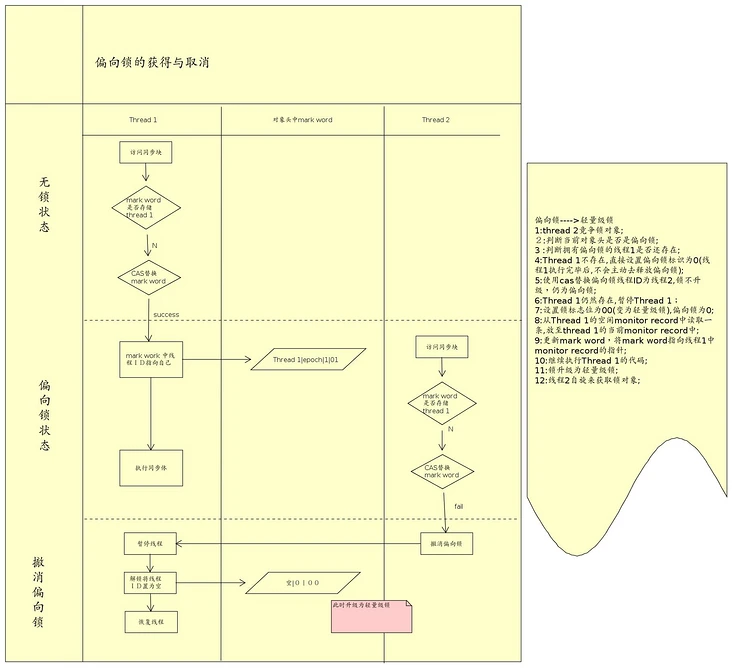 偏向锁的获得与取消
Thread 1
对象头中mark word
Thread 2
无锁状态
访问同步块
mark word
是否存储
thread 1
N
CAS替换
mark word
success
偏向锁状态
mark work 中线
程ＩＤ指向自己
Thread 1|epoch|1|01
访问同步块
mark word
是否存储
thread 1
N
CAS替换
mark word
执行同步体
fail
撤消偏向锁
暂停线程
撤消偏向锁
解锁将线程
ＩＤ置为空
空|０｜００
此时升级为轻量级锁
恢复线程
偏向锁---->轻量级锁
1:thread 2竞争锁对象;
２:判断当前对象头是否是偏向锁;
3 :判断拥有偏向锁的线程1是否还存在;
4:Thread 1不存在,直接设置偏向锁标识为0(线
程1执行完毕后,不会主动去释放偏向锁);
5:使用cas替换偏向锁线程ID为线程2,锁不升
级，仍为偏向锁;
6:Thread 1仍然存在,暂停Thread 1；
7:设置锁标志位为00(变为轻量级锁),偏向锁为0;
8:从Thread 1的空闲monitor record中读取一
条,放至thread 1的当前monitor record中;
9:更新mark word，将mark word指向线程1中
monitor record的指针;
10:继续执行Thread 1的代码;
11:锁升级为轻量级锁;
12:线程2自旋来获取锁对象;